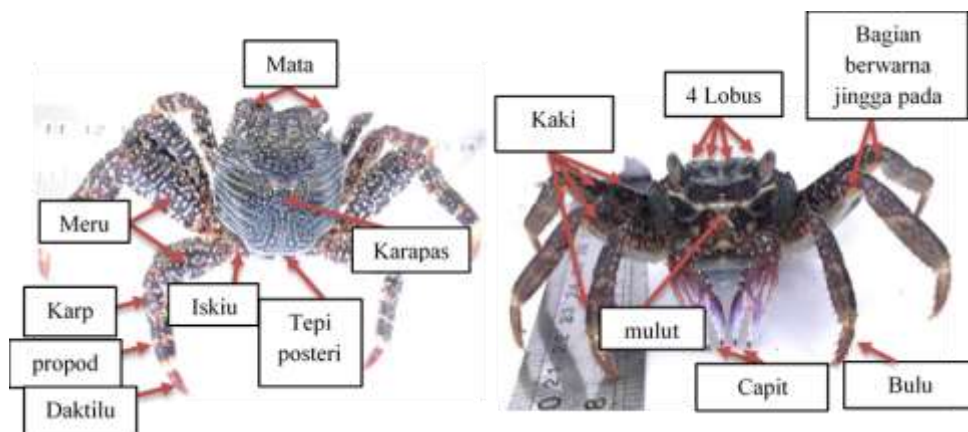 Mata
Meru
Karapas
Karp
Iskiu
Tepi
posteri
propod
Daktilu
Bagian
berwarna
jingga pada
4 Lobus
Kaki
mulut
Capit
Bulu